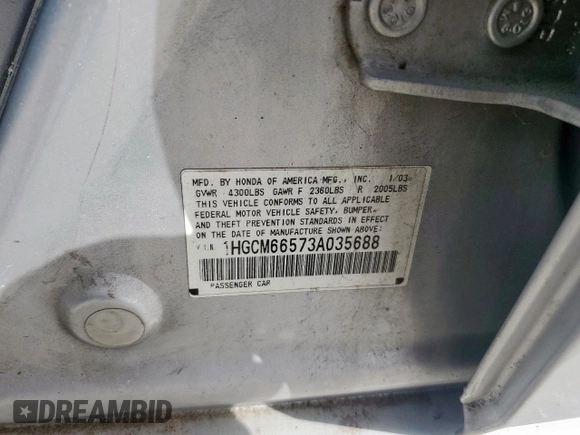 MFD. BY HONDA OF AMERICA MFG., INC. 1/03
GVWR 4300LBS GAWR F 2360LBS R 2005LBS
THIS VEHICLE CONFORMS TO ALL APPLICABLE
FEDERAL MOTOR VEHICLE SAFETY, BUMPER,
AND THEFT PREVENTION STANDARDS IN EFFECT
ON THE DATE OF MANUFACTURE SHOWN ABOVE.
V.I.N. 1HGCM66573A035688
PASSENGER CAR
DREAMBID